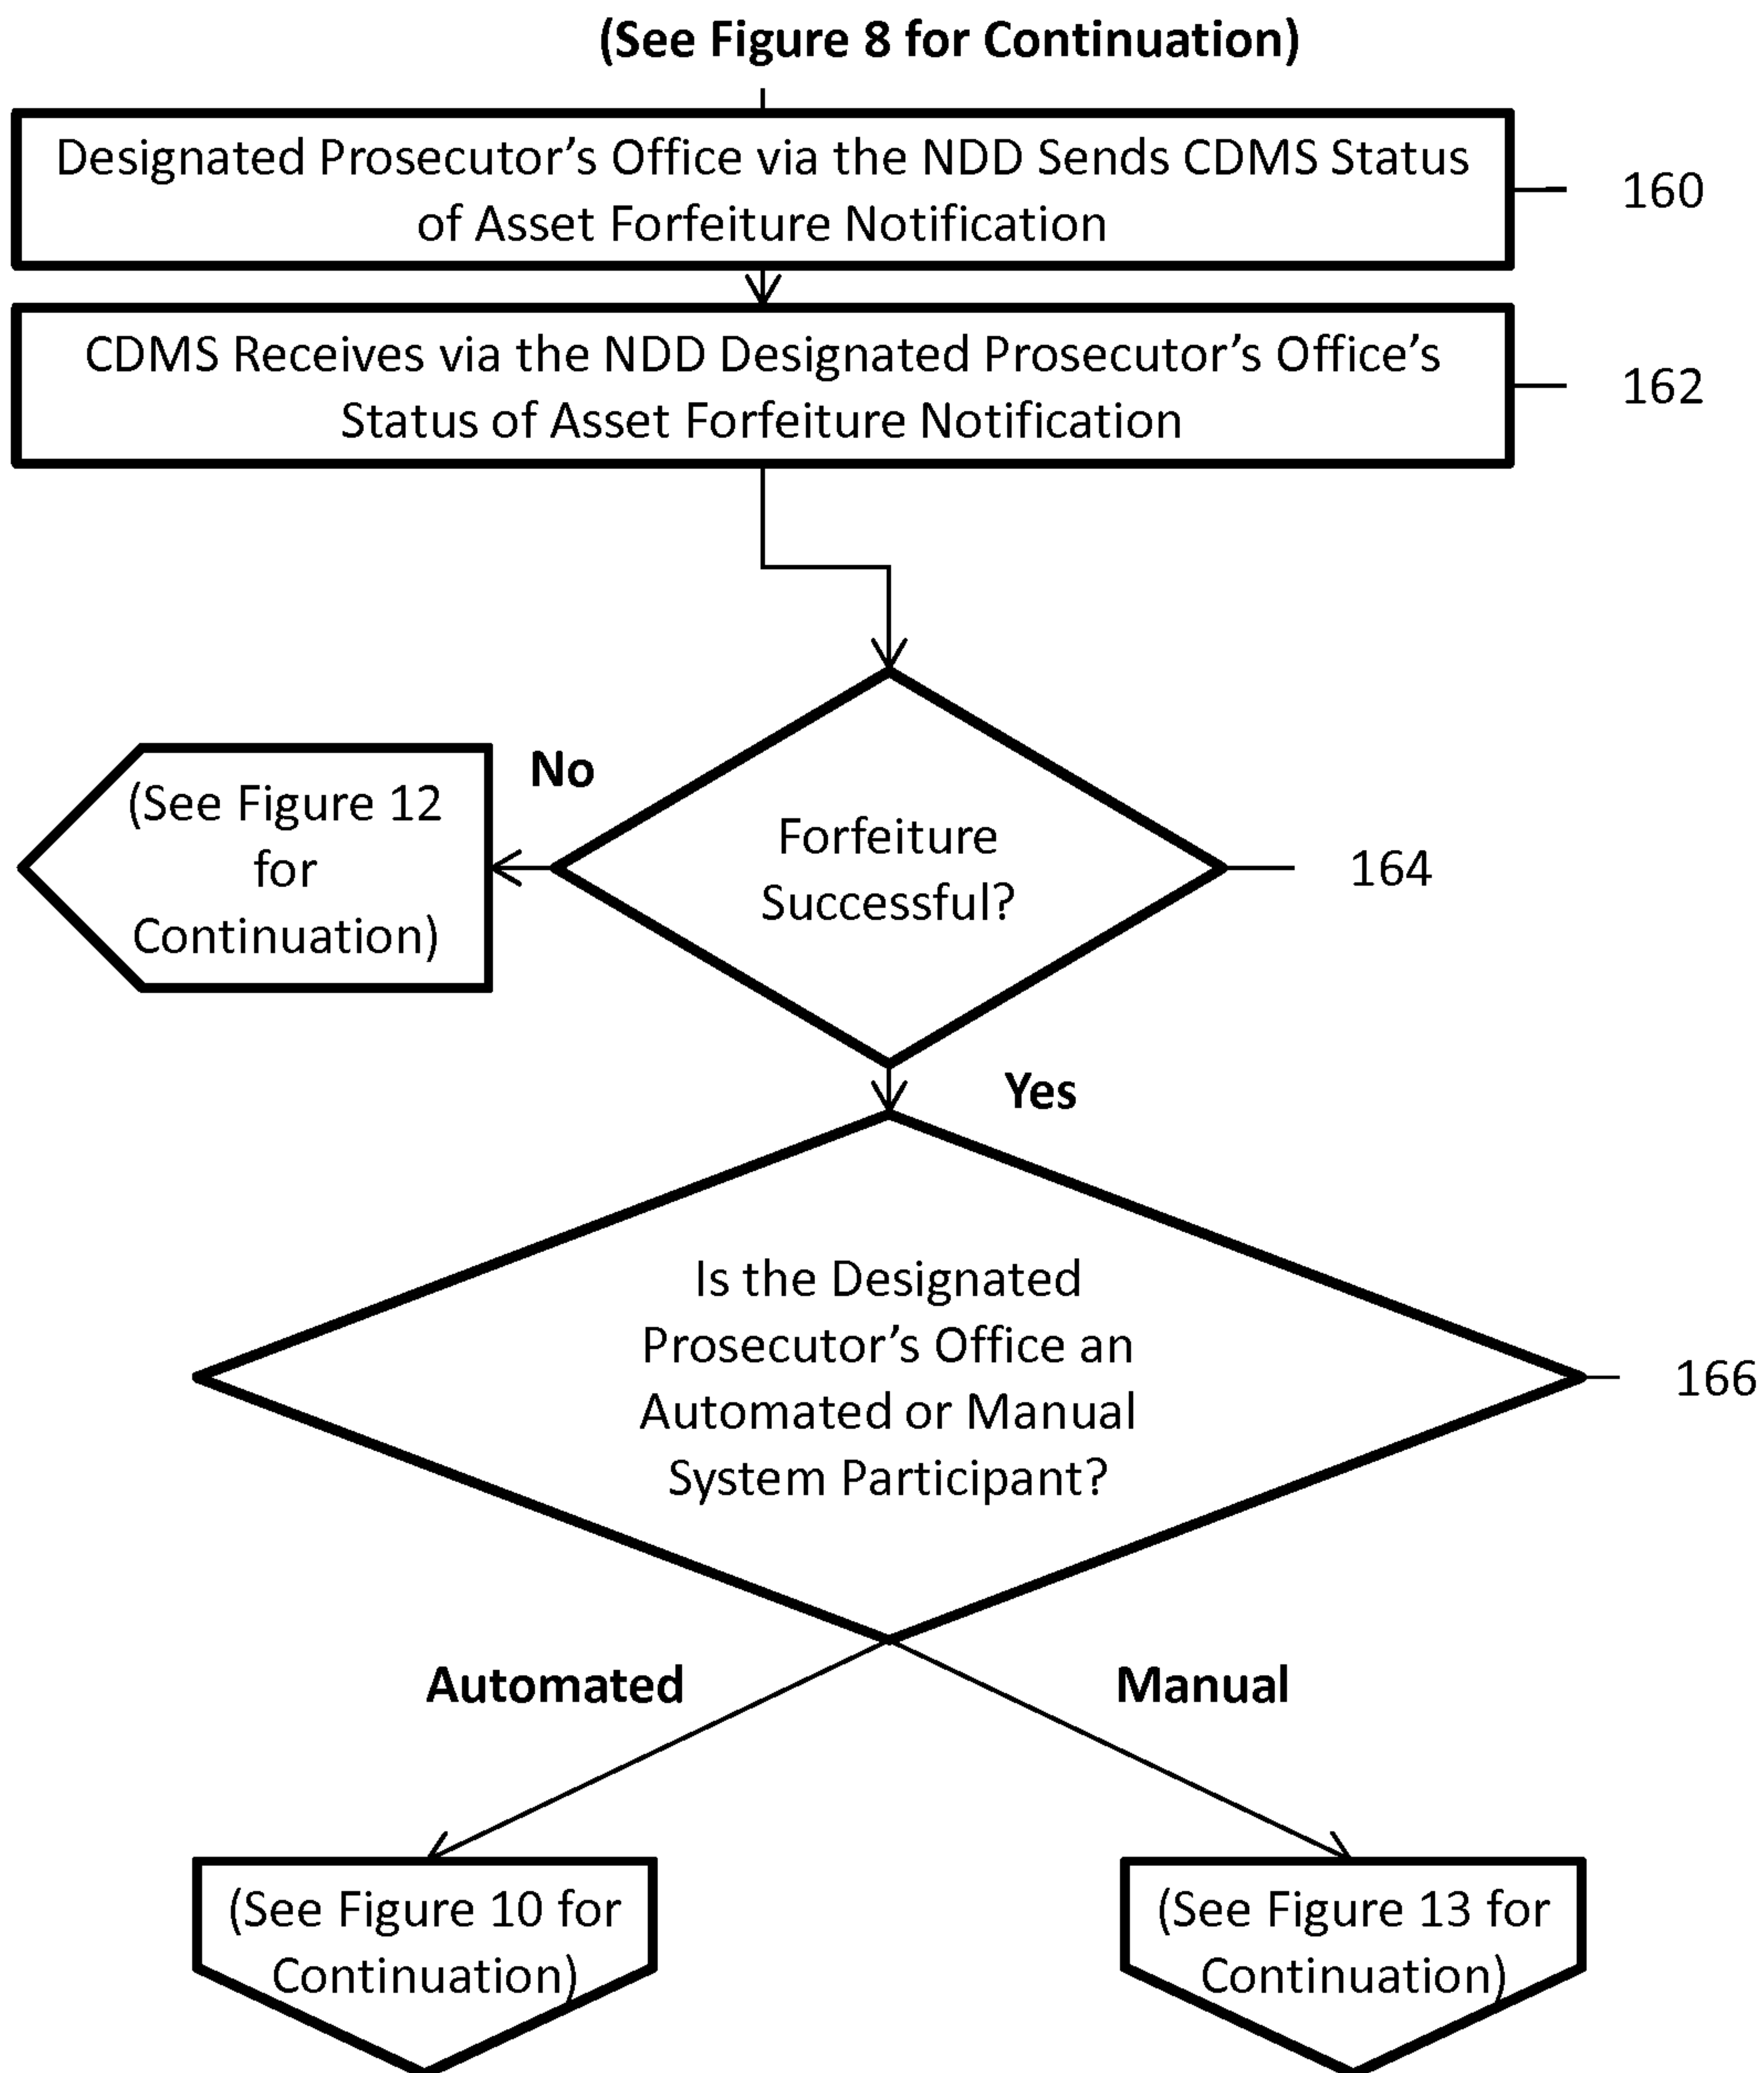 (See Figure 8 for Continuation)
Designated Prosecutor's Office via the NDD Sends CDMS Status
of Asset Forfeiture Notification
160
CDMS Receives via the NDD Designated Prosecutor's Office's
Status of Asset Forfeiture Notification
162
No
(See Figure 12
for
Continuation)
Forfeiture
Successful?
164
Yes
Is the Designated
Prosecutor's Office an
Automated or Manual
System Participant?
166
Automated
Manual
(See Figure 10 for
Continuation)
(See Figure 13 for
Continuation)